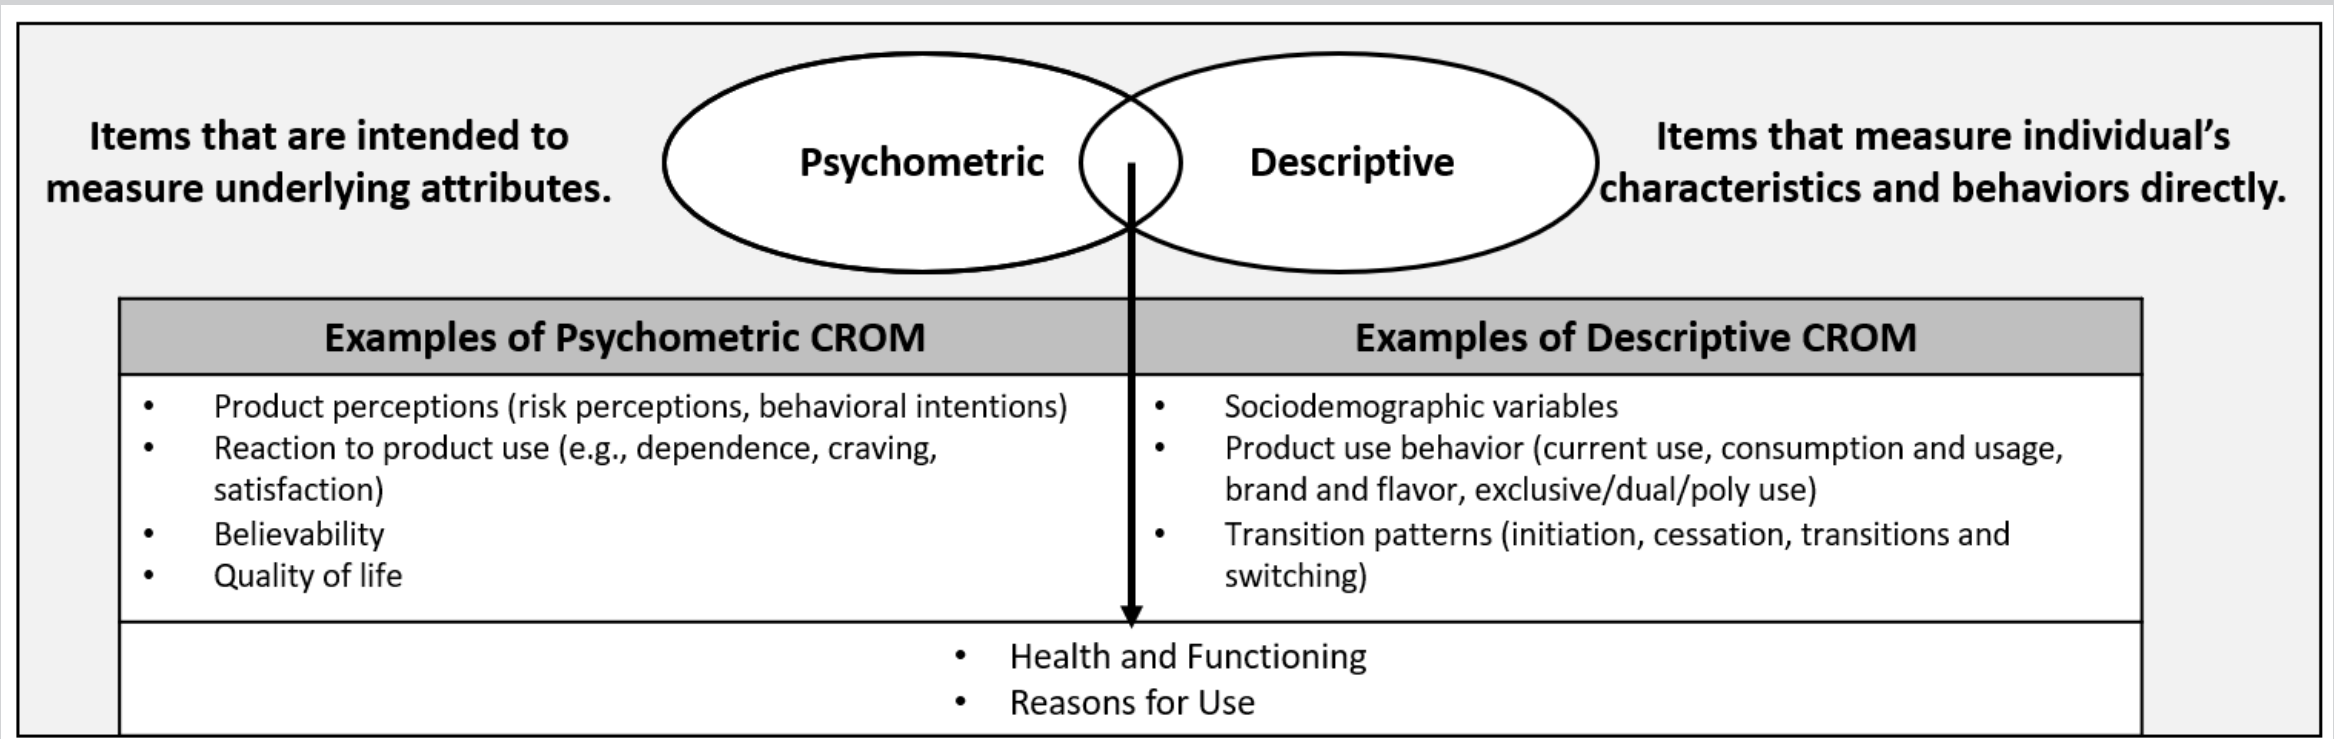 Items that are intended to
measure underlying attributes.
Psychometric
Descriptive
Items that measure individual’s
characteristics and behaviors directly.
Examples of Psychometric CROM
Examples of Descriptive CROM
• Product perceptions (risk perceptions, behavioral intentions)
• Reaction to product use (e.g., dependence, craving,
satisfaction)
• Believability
• Quality of life
• Sociodemographic variables
• Product use behavior (current use, consumption and usage,
brand and flavor, exclusive/dual/poly use)
• Transition patterns (initiation, cessation, transitions and
switching)
• Health and Functioning
• Reasons for Use